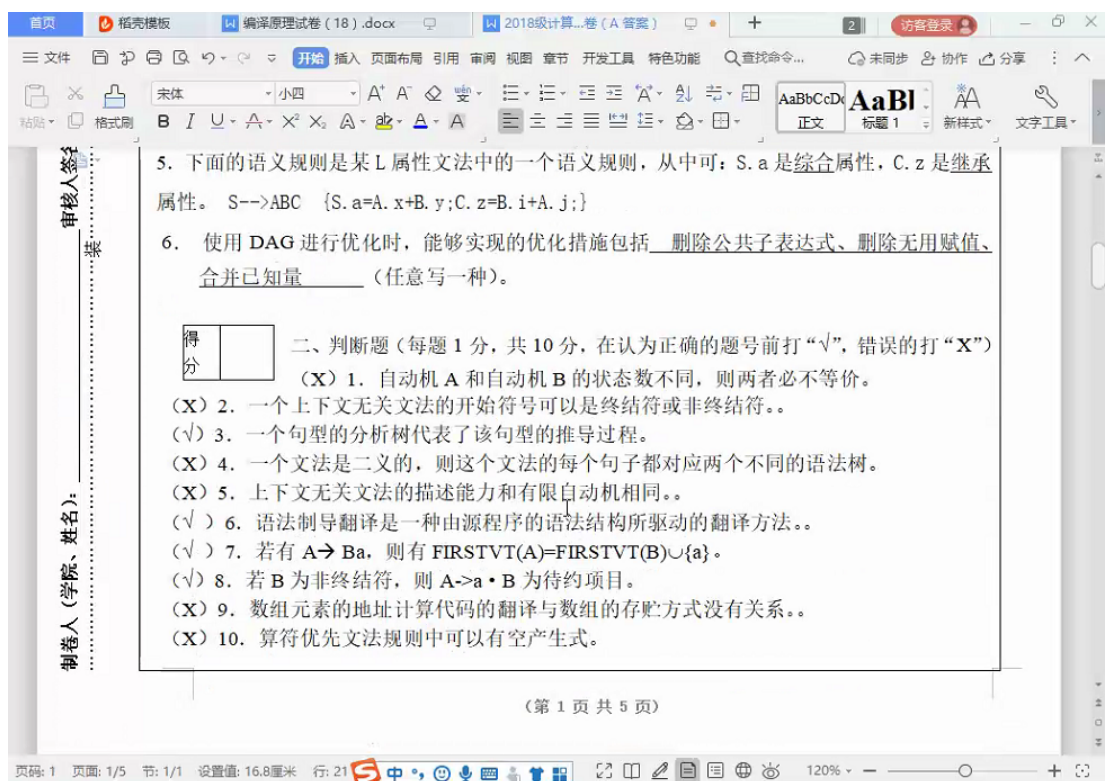 首页 稻壳模板 编译原理试卷（18）.docx 2018级计算...卷（A 答案） + 2 访客登录
文件 开始 插入 页面布局 引用 审阅 视图 章节 开发工具 特色功能 查找命令... 未同步 协作 分享
粘贴 格式刷 宋体 小四 AaBbCcDd AaBl 新样式 文字工具
正文 标题 1
5. 下面的语义规则是某L属性文法中的一个语义规则，从中可：S.a是综合属性，C.z是继承
属性。 S-->ABC {S.a=A.x+B.y;C.z=B.i+A.j;}
6. 使用 DAG 进行优化时，能够实现的优化措施包括 删除公共子表达式、删除无用赋值、
合并已知量 （任意写一种）。
得
分
二、判断题（每题 1 分，共 10 分，在认为正确的题号前打“√”，错误的打“X”）
（X）1. 自动机 A 和自动机 B 的状态数不同，则两者必不等价。
（X）2. 一个上下文无关文法的开始符号可以是终结符或非终结符。。
（√）3. 一个句型的分析树代表了该句型的推导过程。
（X）4. 一个文法是二义的，则这个文法的每个句子都对应两个不同的语法树。
（X）5. 上下文无关文法的描述能力和有限自动机相同。。
（√ ）6. 语法制导翻译是一种由源程序的语法结构所驱动的翻译方法。。
（√ ）7. 若有 A→ Ba，则有 FIRSTVT(A)=FIRSTVT(B)∪{a}。
（√）8. 若 B 为非终结符，则 A->a·B 为待约项目。
（X）9. 数组元素的地址计算代码的翻译与数组的存贮方式没有关系。。
（X）10. 算符优先文法规则中可以有空产生式。
审核人签
装
制卷人（学院、姓名）：
（第 1 页 共 5 页）
页码: 1 页面: 1/5 节: 1/1 设置值: 16.8厘米 行: 21 中 120%